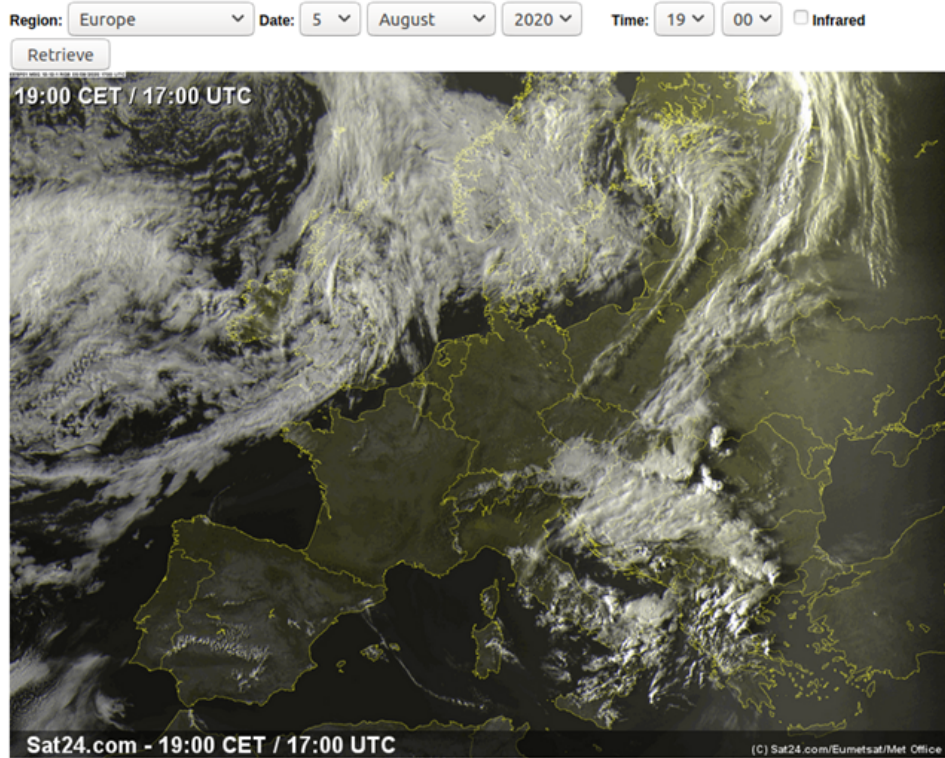 Region: Europe Date: 5 August 2020 Time: 19 00 Infrared
Retrieve
19:00 CET / 17:00 UTC
Sat24.com - 19:00 CET / 17:00 UTC
(C) Sat24.com/Eumetsat/Met Office